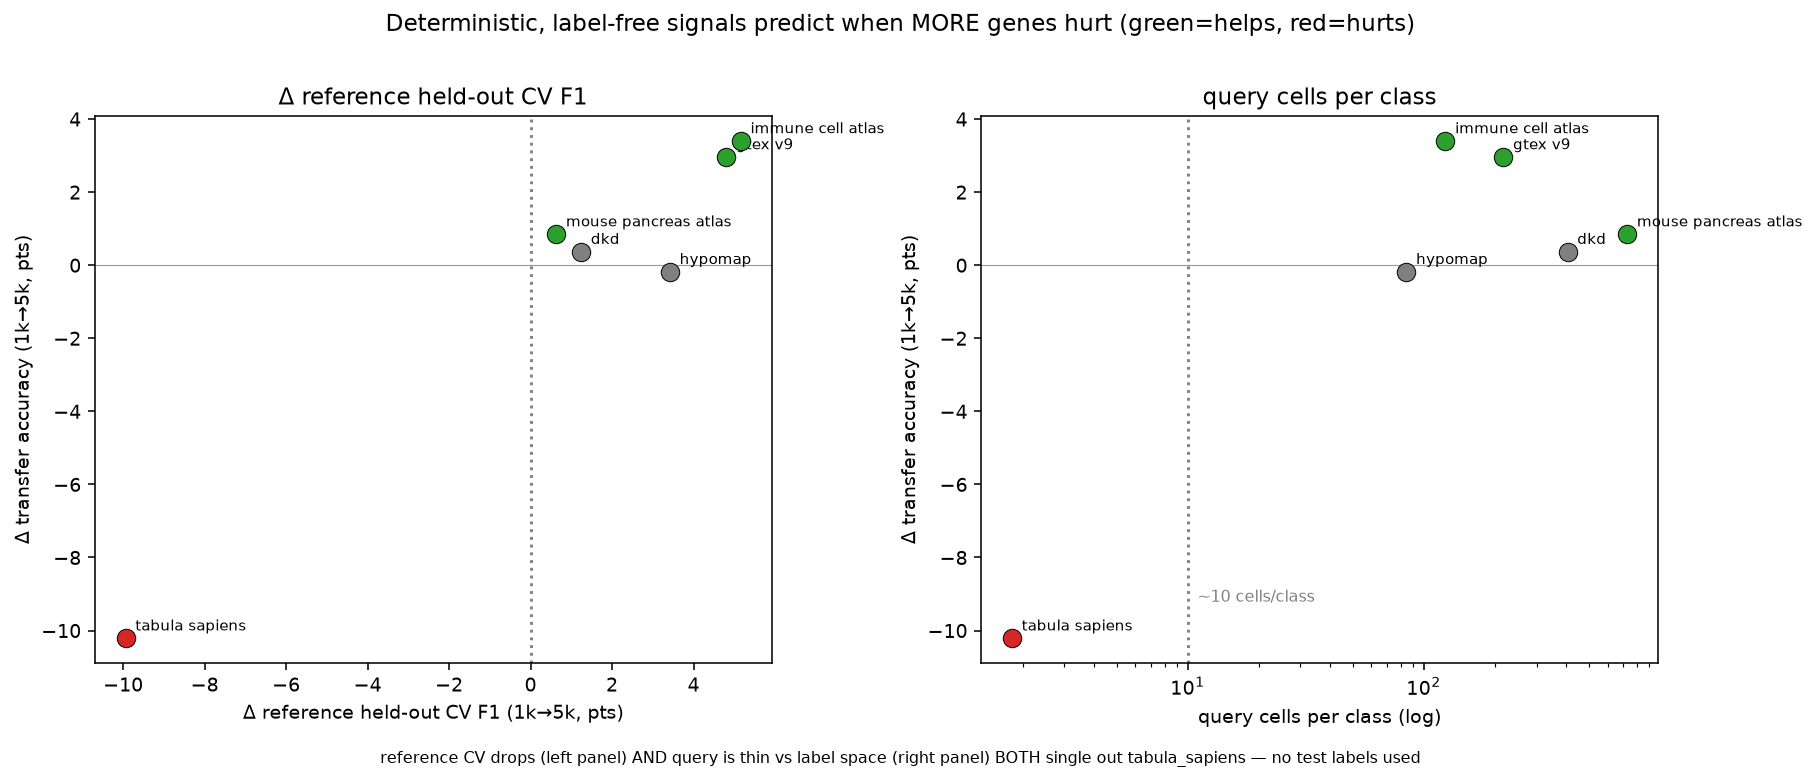 Deterministic, label-free signals predict when MORE genes hurt (green=helps, red=hurts)
Δ reference held-out CV F1
4
2
0
−2
−4
−6
−8
−10
Δ transfer accuracy (1k→5k, pts)
immune cell atlas
tex v9
mouse pancreas atlas
dkd
hypomap
tabula sapiens
−10
−8
−6
−4
−2
0
2
4
Δ reference held-out CV F1 (1k→5k, pts)
query cells per class
4
2
0
−2
−4
−6
−8
−10
Δ transfer accuracy (1k→5k, pts)
immune cell atlas
gtex v9
mouse pancreas atlas
dkd
hypomap
~10 cells/class
tabula sapiens
10¹
10²
query cells per class (log)
reference CV drops (left panel) AND query is thin vs label space (right panel) BOTH single out tabula_sapiens — no test labels used